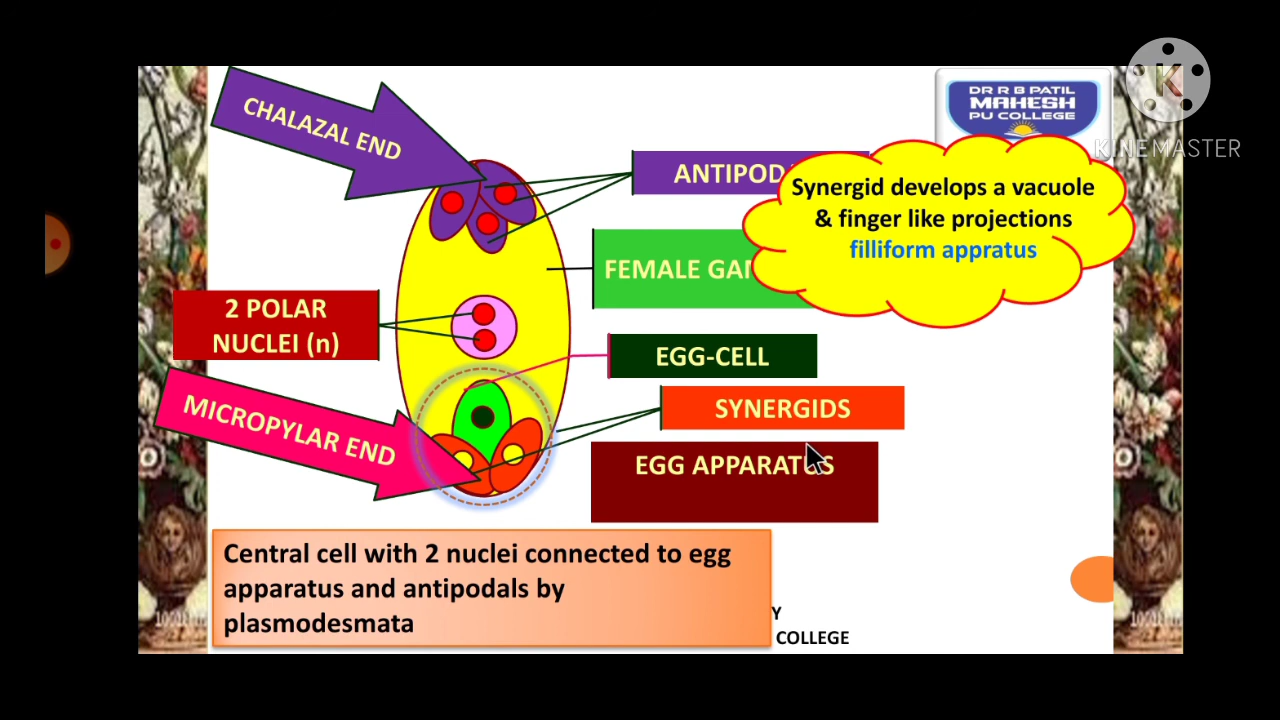 CHALAZAL END
DR R B PATIL
MAHESH
PU COLLEGE
K
KINEMASTER
Synergid develops a vacuole
& finger like projections
filliform appratus
2 POLAR
NUCLEI (n)
EGG-CELL
SYNERGIDS
MICROPYLAR END
EGG APPARATUS
Central cell with 2 nuclei connected to egg
apparatus and antipodals by
plasmodesmata
Y
COLLEGE
FEMALE